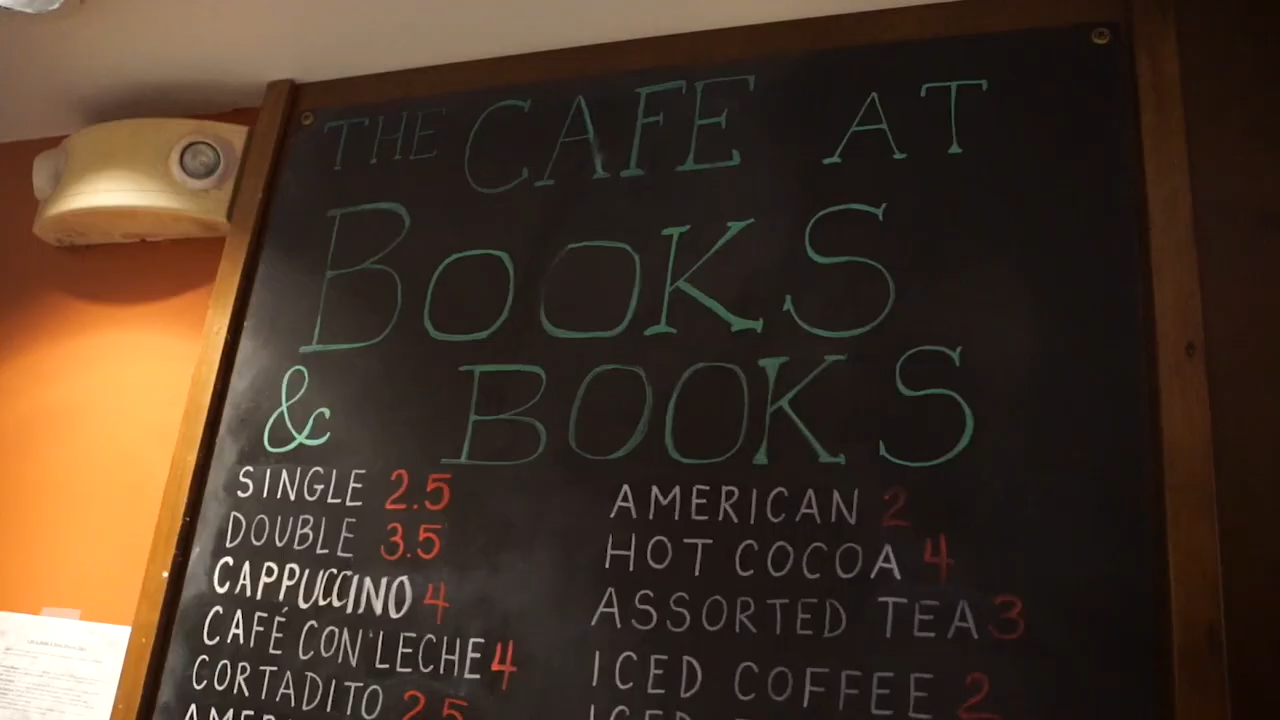 THE CAFE AT
BOOKS
& BOOKS
SINGLE 2.5
DOUBLE 3.5
CAPPUCCINO 4
CAFÉ CON LECHE 4
CORTADITO 2.5
AMERICAN 2
HOT COCOA 4
ASSORTED TEA 3
ICED COFFEE 2
ICED